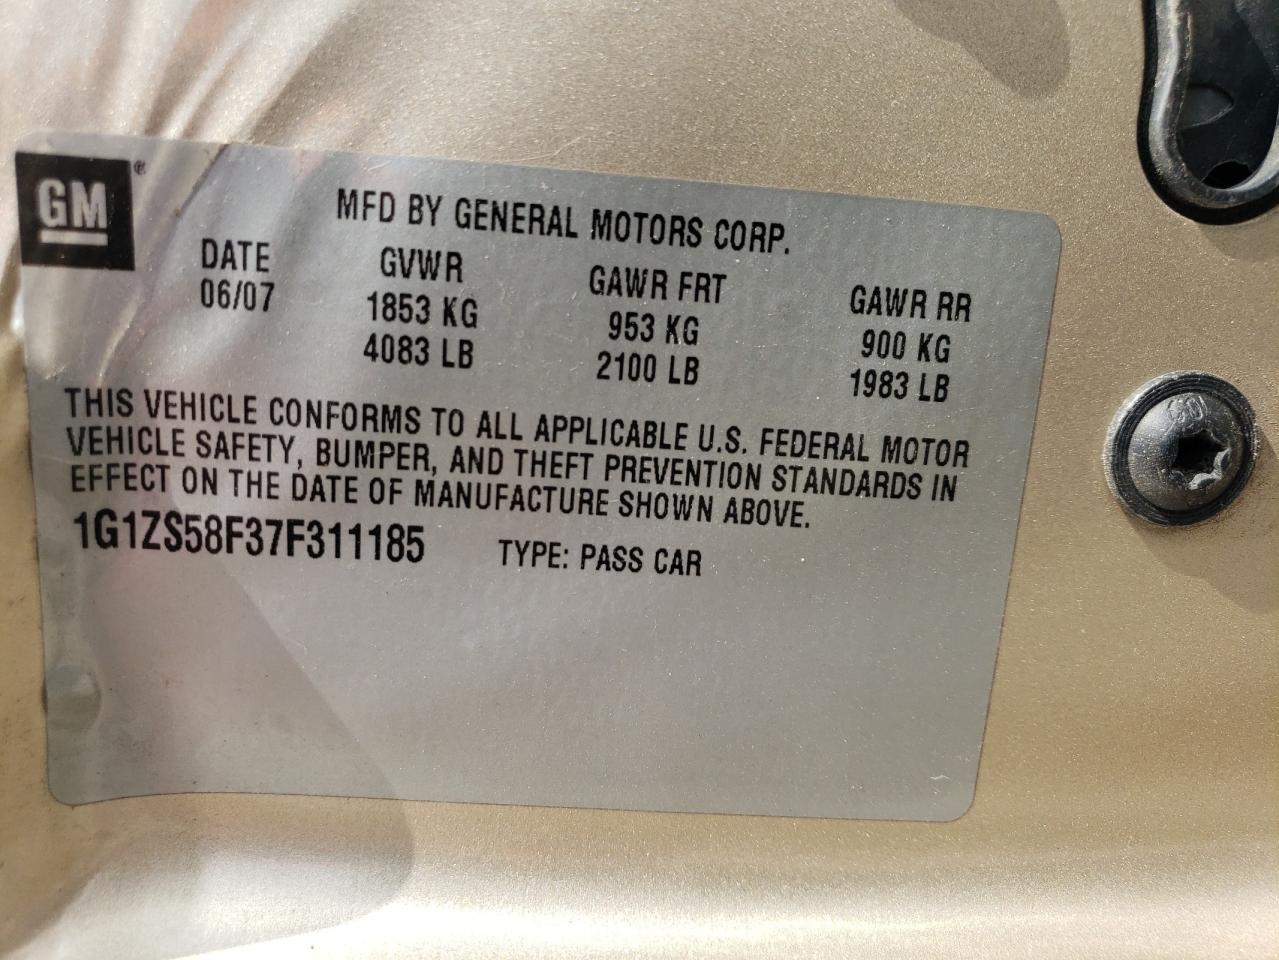 GM®
MFD BY GENERAL MOTORS CORP.
DATE GVWR GAWR FRT GAWR RR
06/07 1853 KG 953 KG 900 KG
4083 LB 2100 LB 1983 LB
THIS VEHICLE CONFORMS TO ALL APPLICABLE U.S. FEDERAL MOTOR
VEHICLE SAFETY, BUMPER, AND THEFT PREVENTION STANDARDS IN
EFFECT ON THE DATE OF MANUFACTURE SHOWN ABOVE.
1G1ZS58F37F311185 TYPE: PASS CAR